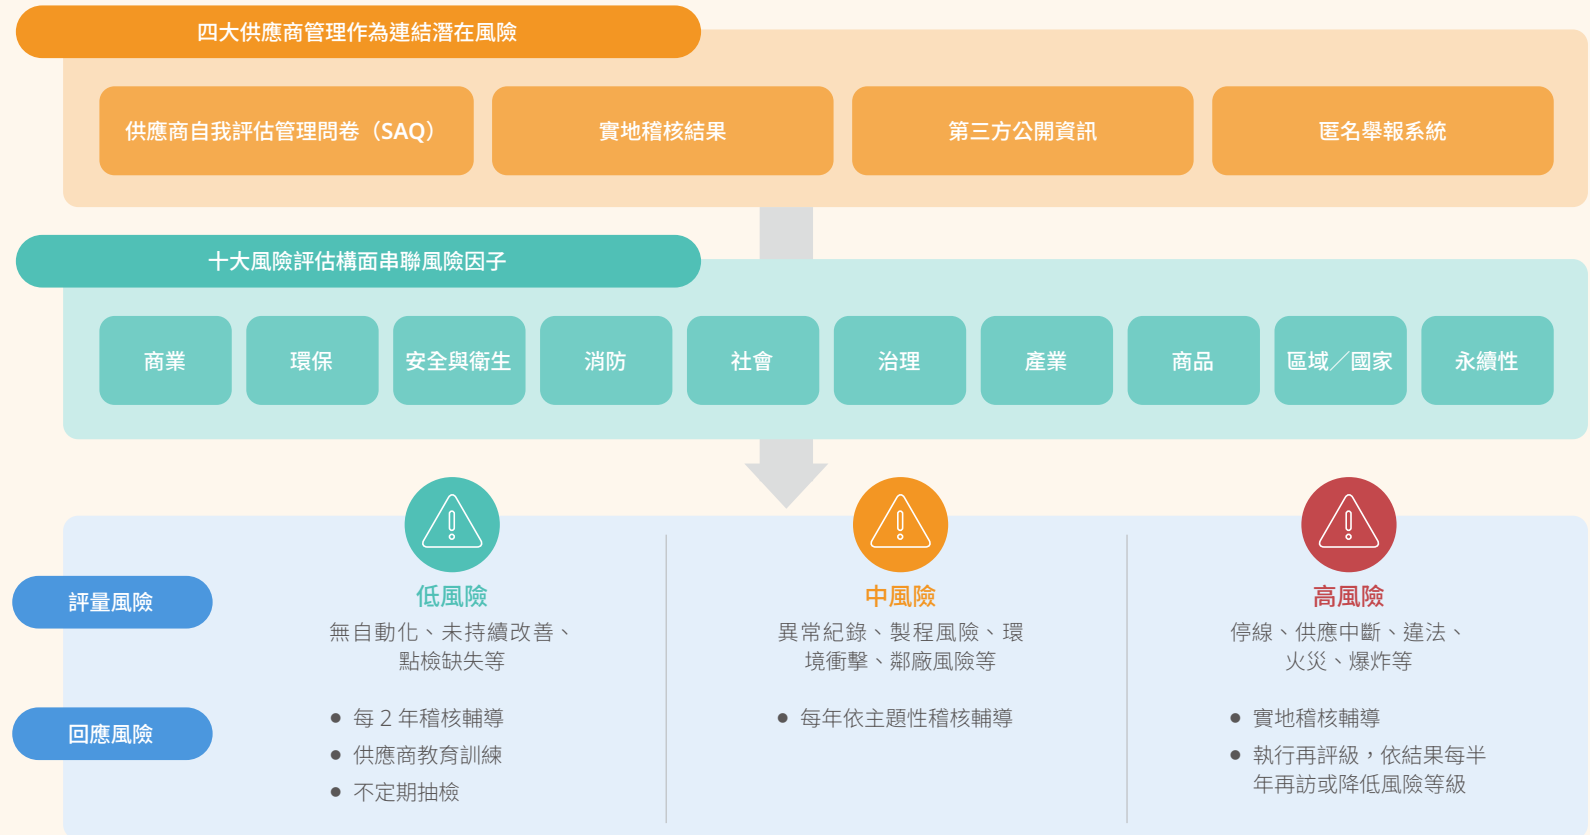 四大供應商管理作為連結潛在風險
供應商自我評估管理問卷（SAQ）
實地稽核結果
第三方公開資訊
匿名舉報系統
十大風險評估構面串聯風險因子
商業
環保
安全與衛生
消防
社會
治理
產業
商品
區域／國家
永續性
評量風險
低風險
無自動化、未持續改善、
點檢缺失等
中風險
異常紀錄、製程風險、環
境衝擊、鄰廠風險等
高風險
停線、供應中斷、違法、
火災、爆炸等
回應風險
● 每 2 年稽核輔導
● 供應商教育訓練
● 不定期抽檢
● 每年依主題性稽核輔導
● 實地稽核輔導
● 執行再評級，依結果每半
年再訪或降低風險等級